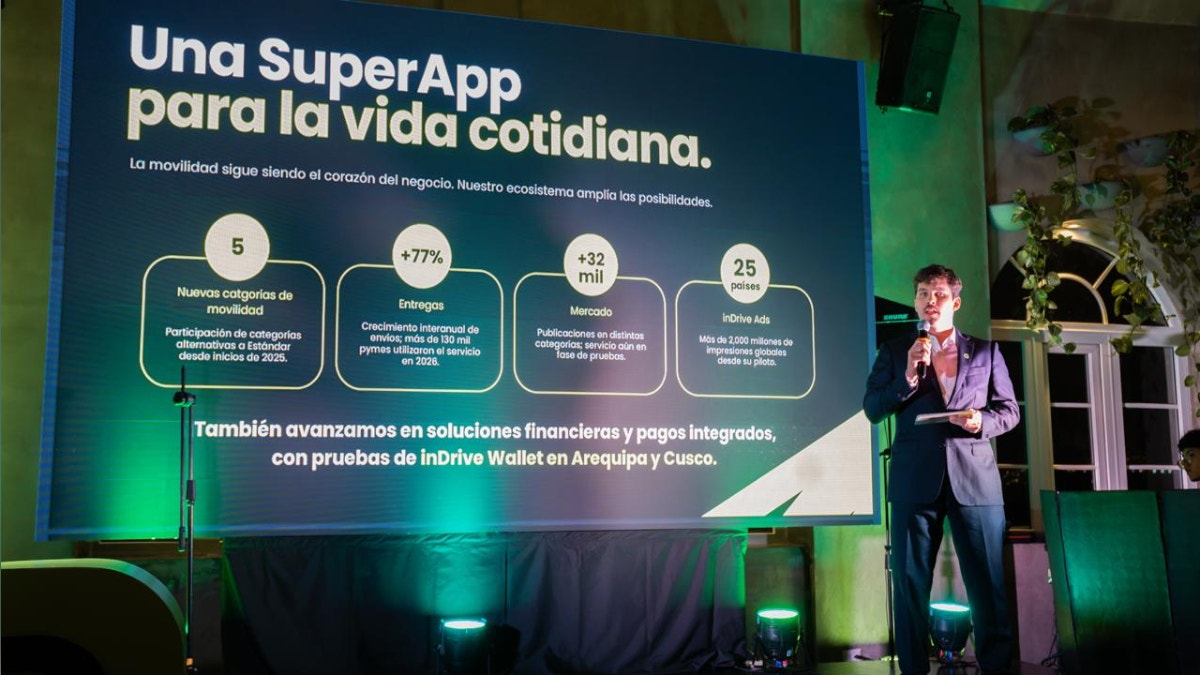 Una SuperApp
para la vida cotidiana.
La movilidad sigue siendo el corazón del negocio. Nuestro ecosistema amplía las posibilidades.
5
Nuevas catgorias de
movilidad
Participación de categorías
alternativas a Estándar
desde inicios de 2025.
+77%
Entregas
Crecimiento interanual de
envíos; más de 130 mil
pymes utilizaron el servicio
en 2026.
+32
mil
Mercado
Publicaciones en distintas
categorías; servicio aún en
fase de pruebas.
25
países
inDrive Ads
Más de 2,000 millones de
impresiones globales
desde su piloto.
También avanzamos en soluciones financieras y pagos integrados,
con pruebas de inDrive Wallet en Arequipa y Cusco.